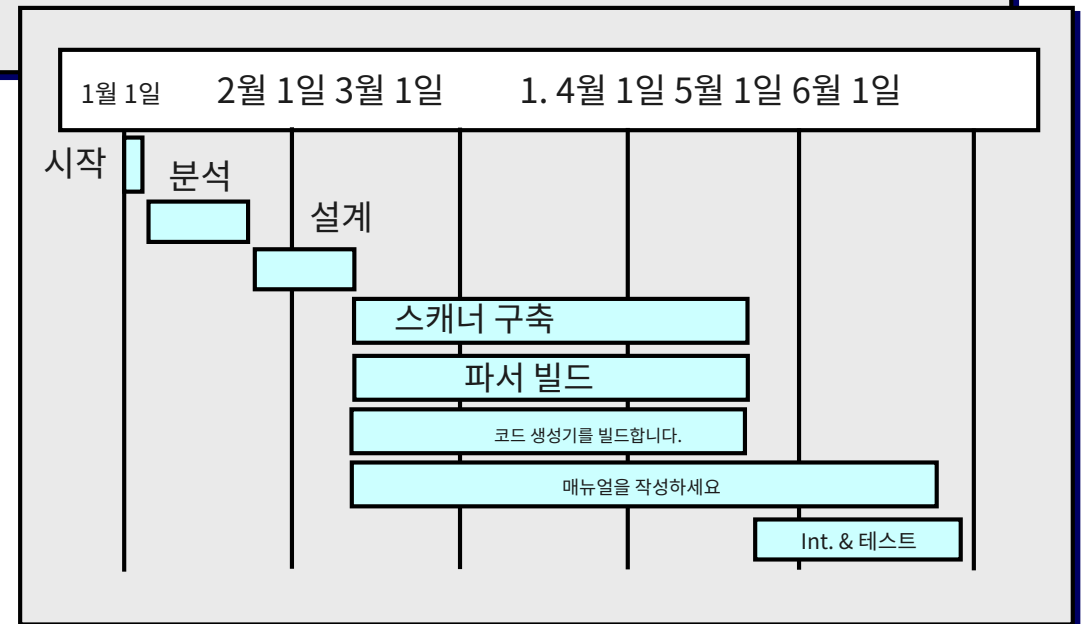 1월 1일 2월 1일 3월 1일 1. 4월 1일 5월 1일 6월 1일
시작
분석
설계
스캐너 구축
파서 빌드
코드 생성기를 빌드합니다.
매뉴얼을 작성하세요
Int. & 테스트